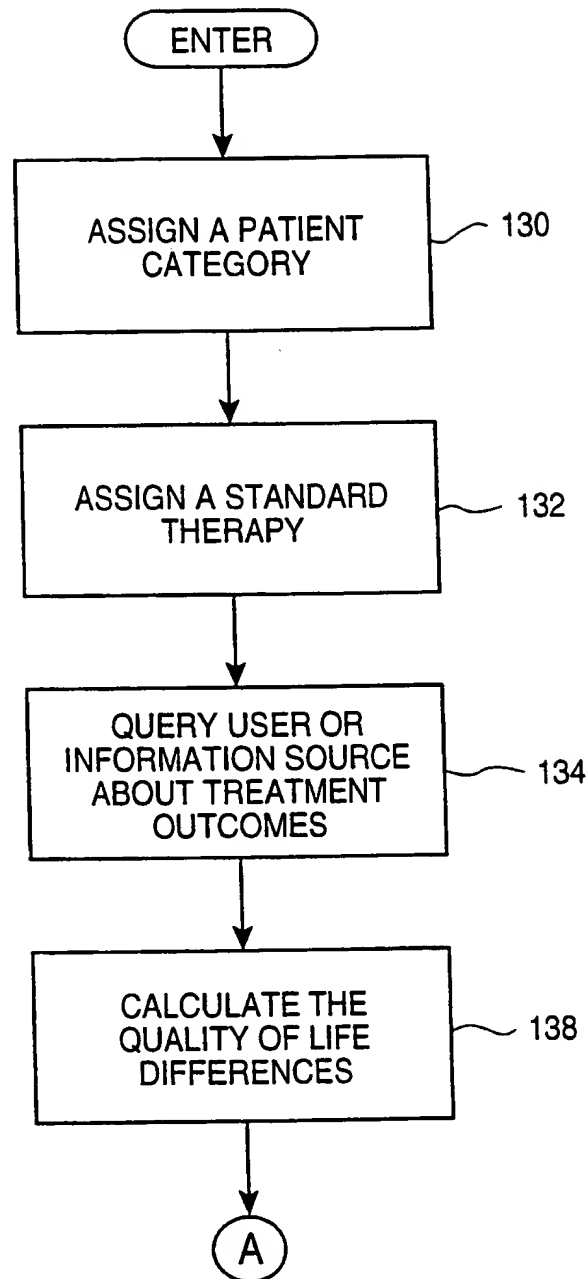 ENTER
ASSIGN A PATIENT
CATEGORY
130
ASSIGN A STANDARD
THERAPY
132
QUERY USER OR
INFORMATION SOURCE
ABOUT TREATMENT
OUTCOMES
134
CALCULATE THE
QUALITY OF LIFE
DIFFERENCES
138
A